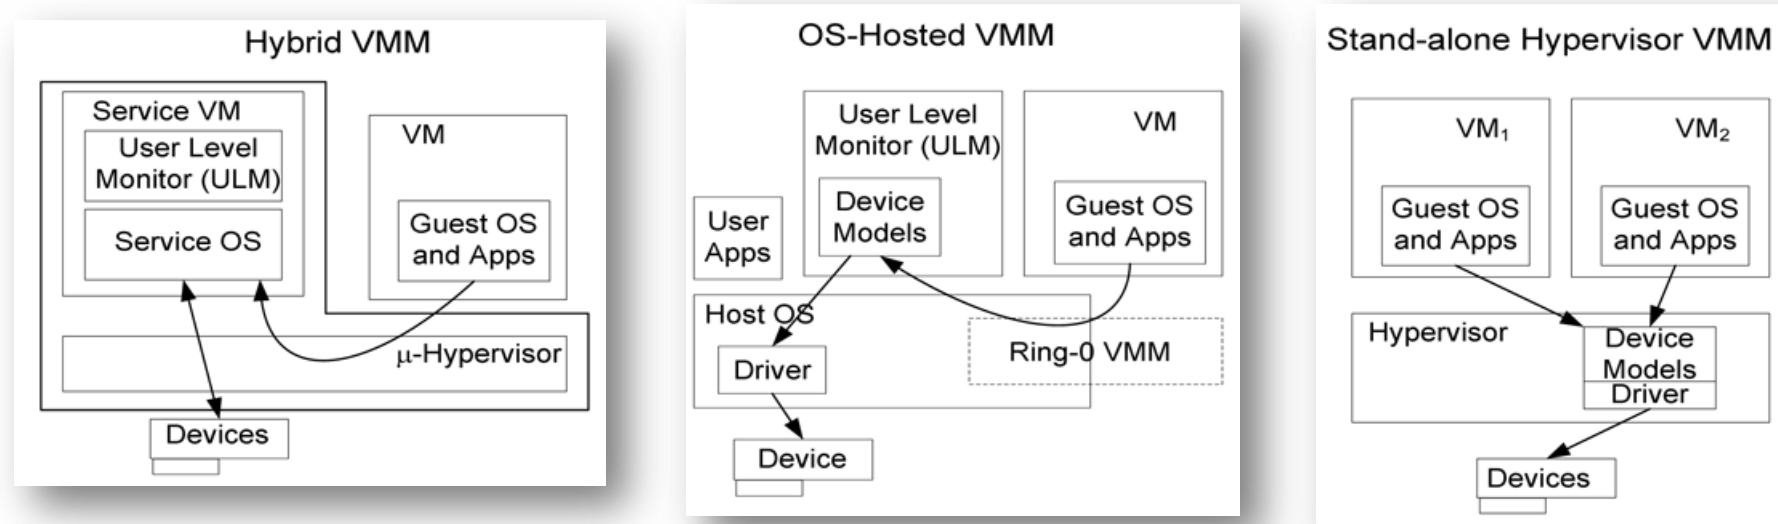 Hybrid VMM
Service VM
User Level
Monitor (ULM)
Service OS
VM
Guest OS
and Apps
μ-Hypervisor
Devices
OS-Hosted VMM
User Level
Monitor (ULM)
Device
Models
User
Apps
VM
Guest OS
and Apps
Host OS
Ring-0 VMM
Driver
Device
Stand-alone Hypervisor VMM
VM₁
Guest OS
and Apps
VM₂
Guest OS
and Apps
Hypervisor
Device
Models
Driver
Devices